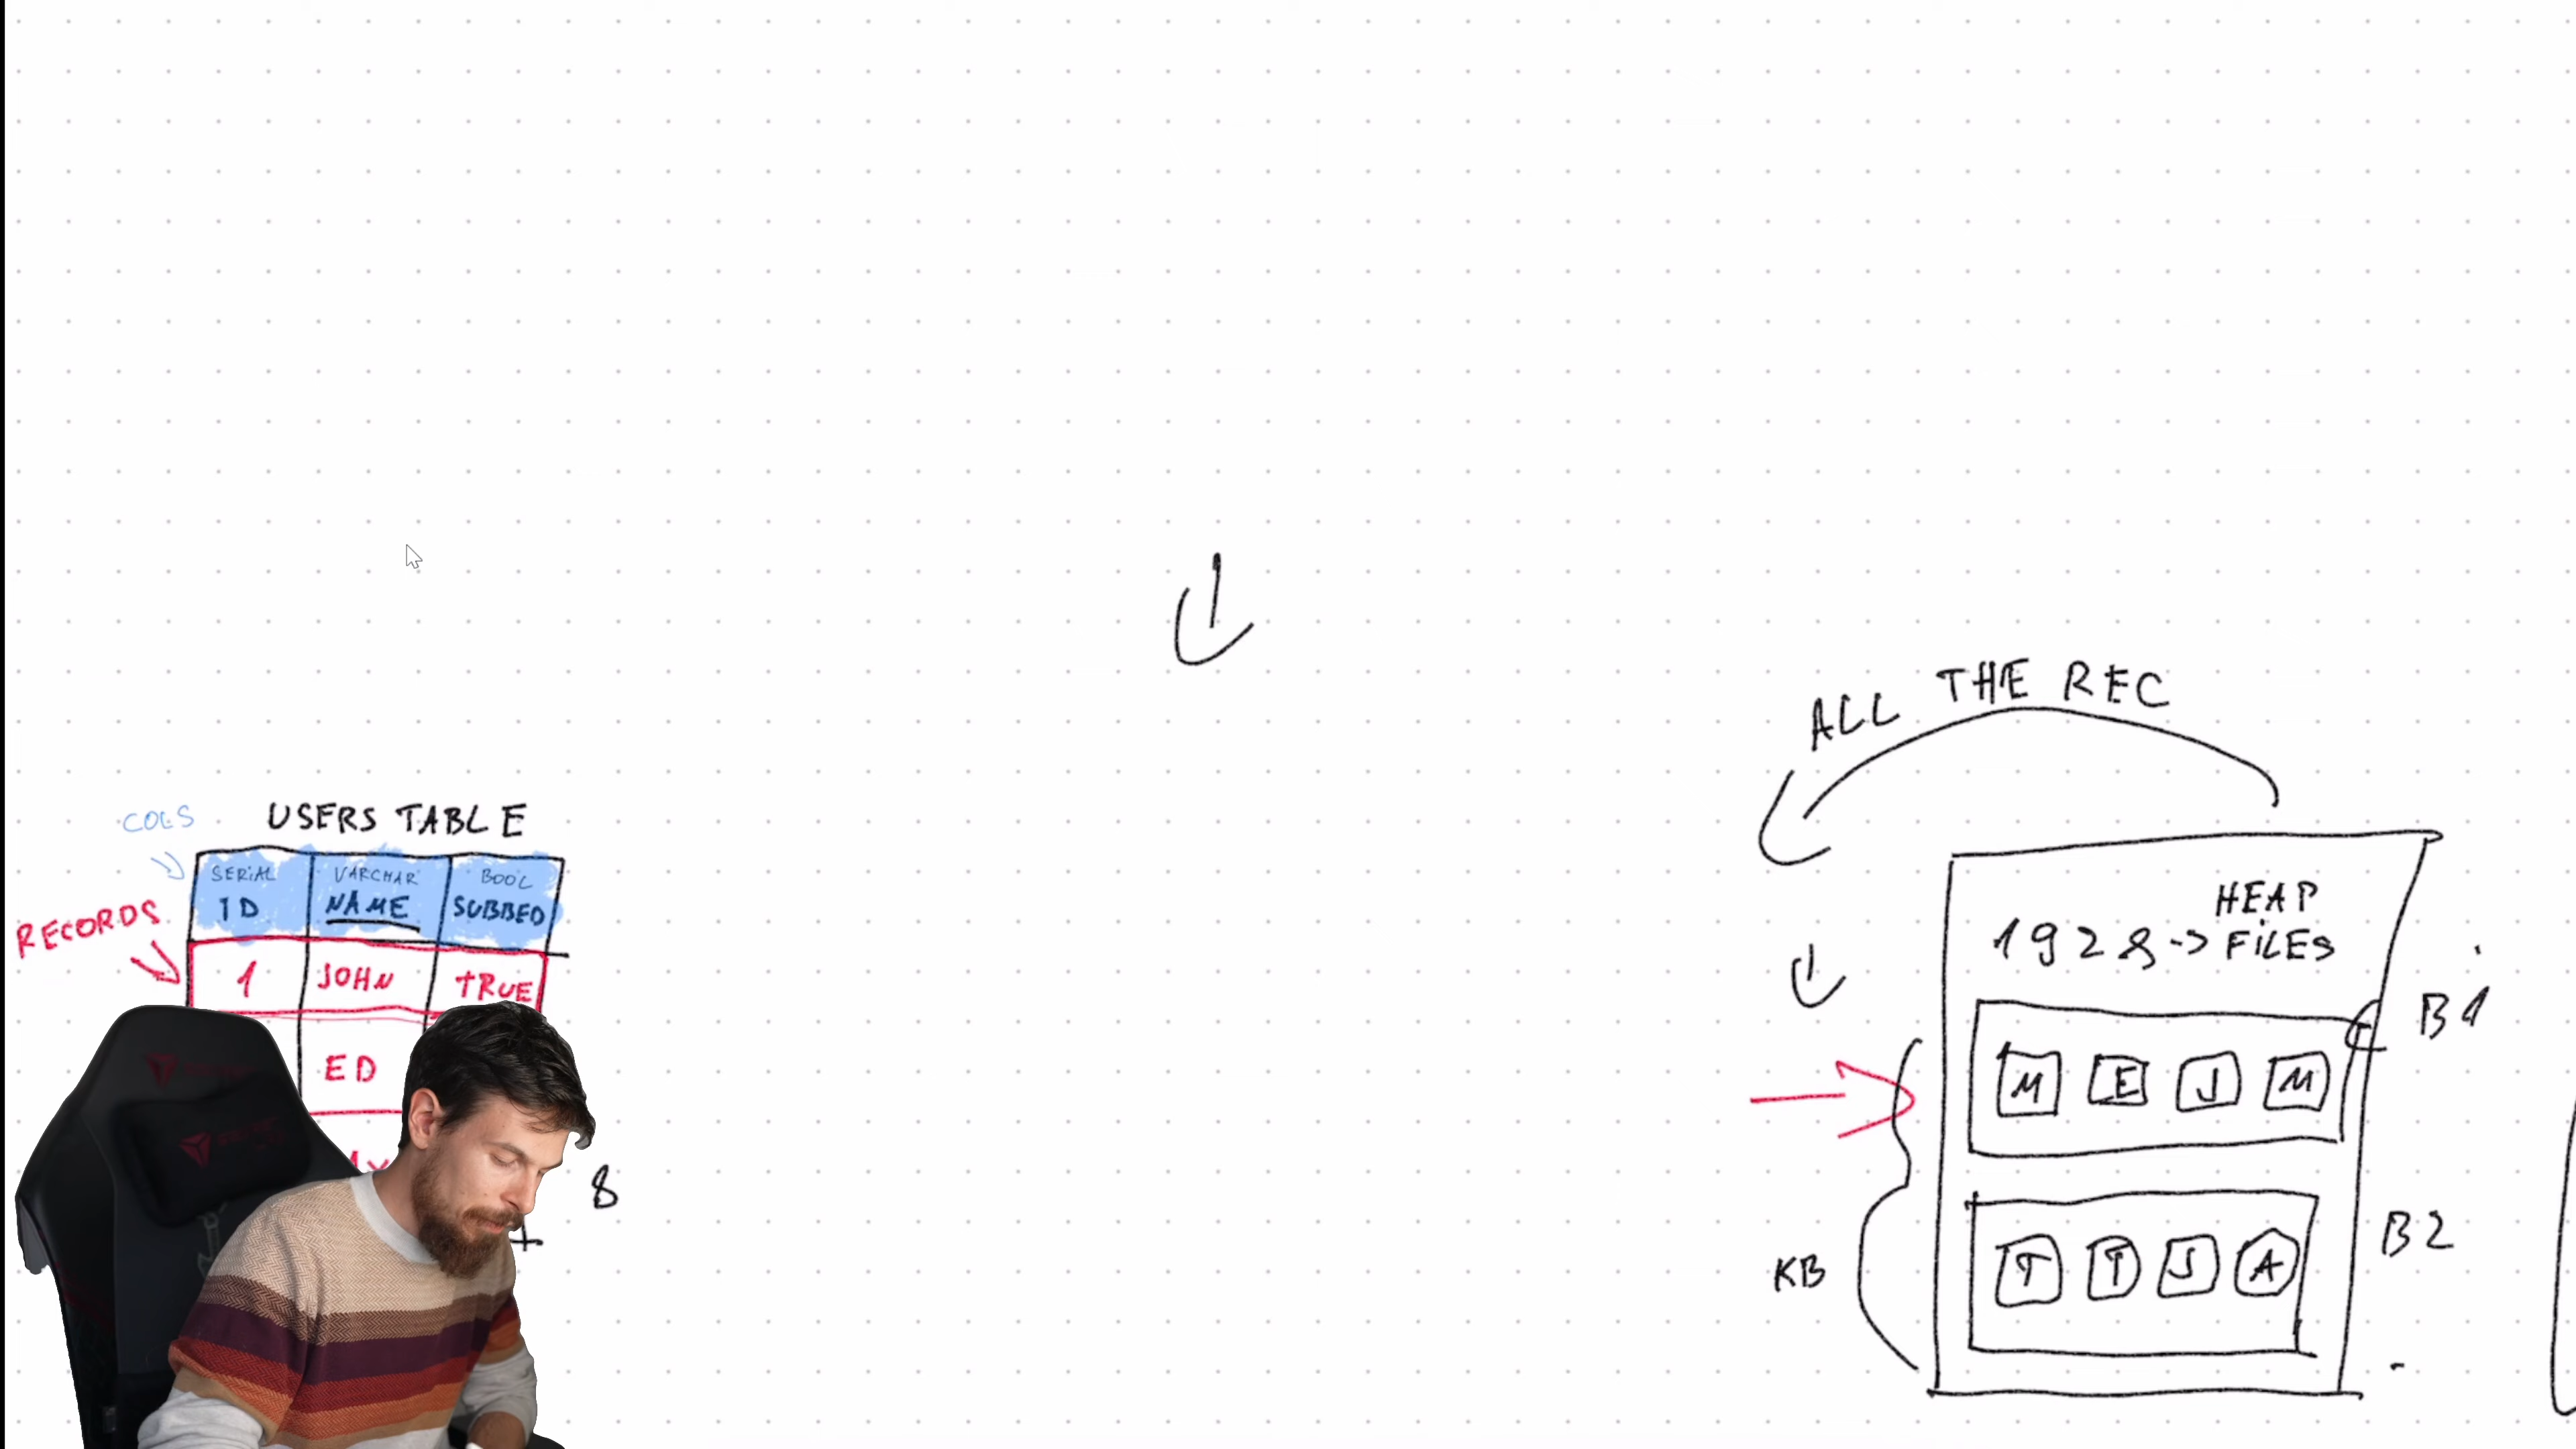 ALL THE REC
COLS
USERS TABLE
SERIAL VARCHAR BOOL
ID NAME SUBBED
RECORDS
1 JOHN TRUE
ED
8
HEAP
1928 -> FILES
B1
M E J M
B2
T T J A
KB